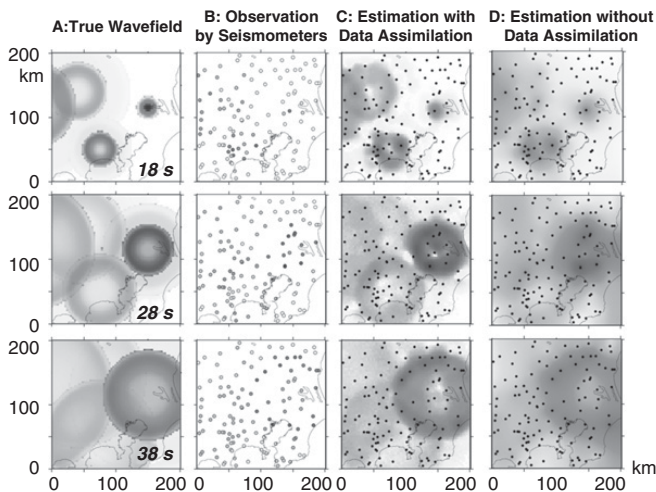 A:True Wavefield
B: Observation
by Seismometers
C: Estimation with
Data Assimilation
D: Estimation without
Data Assimilation
200
km
100
0
18 s
200
100
0
28 s
200
100
0
38 s
0 100 200 0 100 200 0 100 200 0 100 200 km